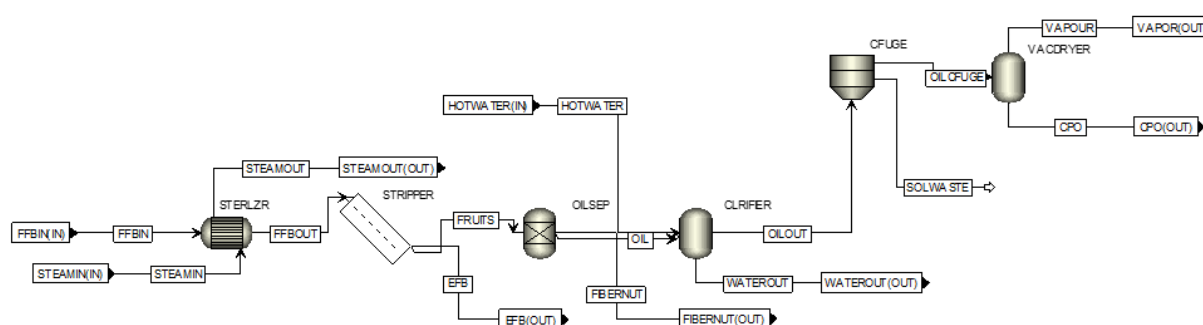 VAPOUR
VAPOR(OUT
CFUGE
VACDRYER
OILCFUGE
HOTWATER(IN)
HOTWATER
CPO
CPO(OUT)
STEAMOUT
STEAMOUT(OUT)
STRIPPER
SOLWASTE
STERLZR
FRUITS
OILSEP
CLRIFIER
FFBIN(IN)
FFBIN
FFBOUT
OIL
OILOUT
STEAMIN(IN)
STEAMIN
EFB
FIBERNUT
WATEROUT
WATEROUT(OUT)
EFB(OUT)
FIBERNUT(OUT)